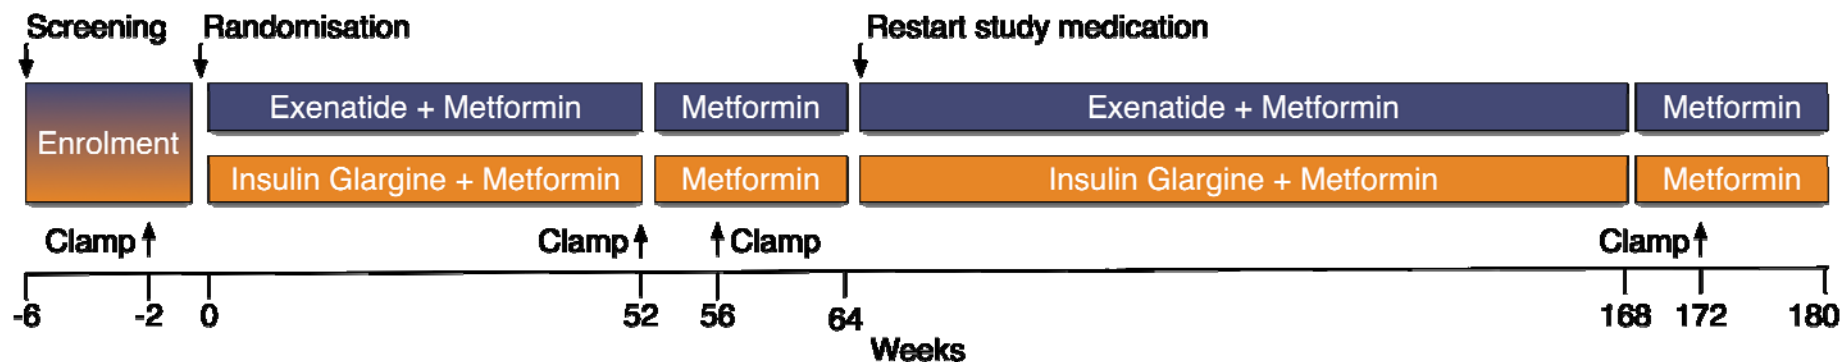 Screening
Randomisation
Restart study medication
Enrolment
Exenatide + Metformin
Metformin
Exenatide + Metformin
Metformin
Insulin Glargine + Metformin
Metformin
Insulin Glargine + Metformin
Metformin
Clamp
Clamp
Clamp
Clamp
-6
-2
0
52
56
64
168
172
180
Weeks